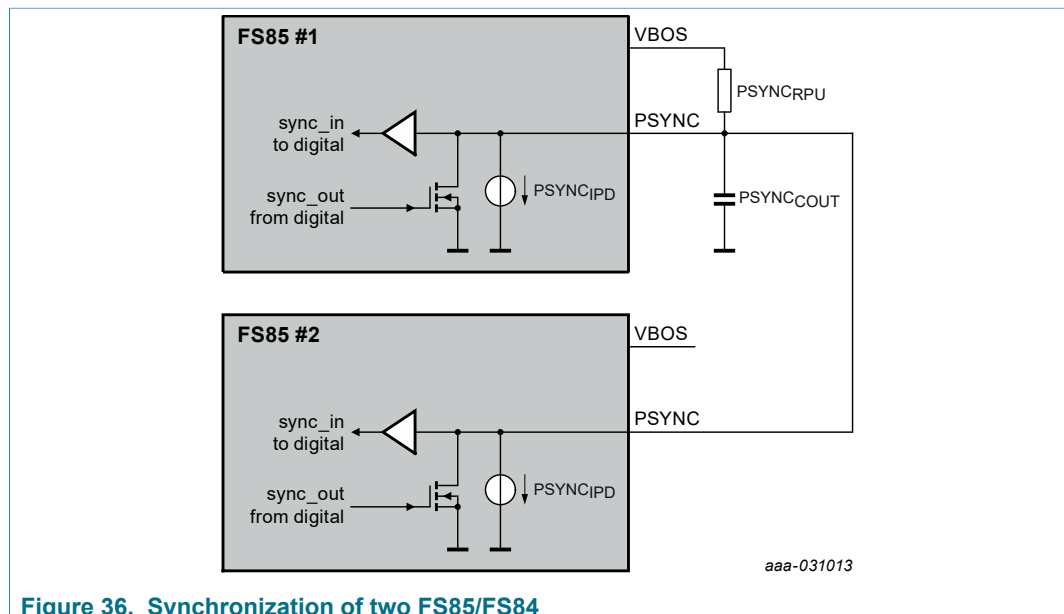 FS85 #1
VBOS
PSYNCRPU
PSYNC
sync_in
to digital
sync_out
from digital
PSYNCIPD
PSYNCCOUT
FS85 #2
VBOS
PSYNC
sync_in
to digital
sync_out
from digital
PSYNCIPD
aaa-031013
Figure 36. Synchronization of two FS85/FS84